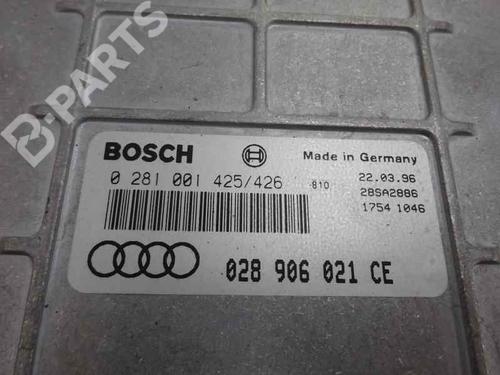 B-PARTS
BOSCH
Made in Germany
0 281 001 425/426
810
22.03.96
28SA2886
1754 1046
028 906 021 CE